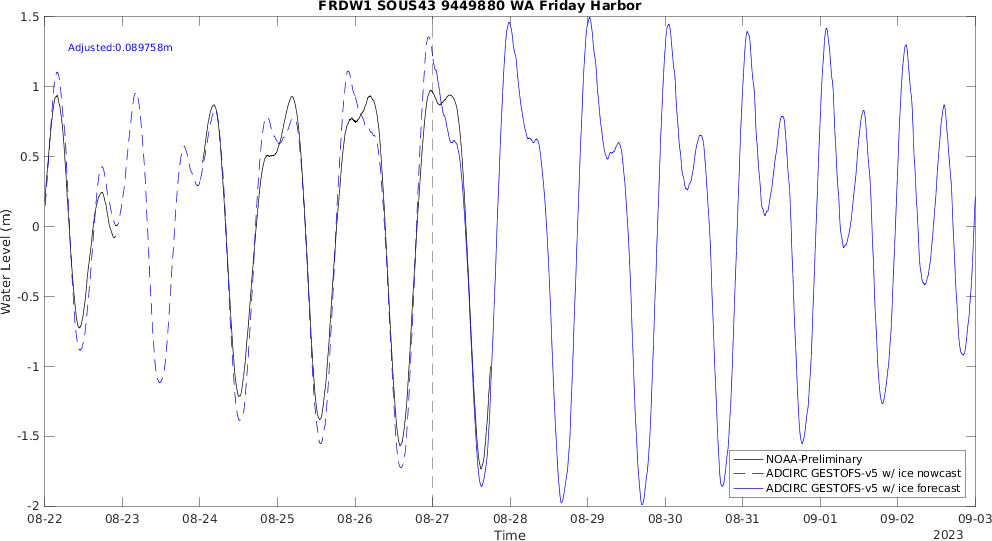 FRDW1 SOUS43 9449880 WA Friday Harbor
Adjusted:0.089758m
1.5
1
0.5
0
-0.5
-1
-1.5
-2
Water Level (m)
NOAA-Preliminary
ADCIRC GESTOFS-v5 w/ ice nowcast
ADCIRC GESTOFS-v5 w/ ice forecast
08-22 08-23 08-24 08-25 08-26 08-27 08-28 08-29 08-30 08-31 09-01 09-02 09-03
Time
2023